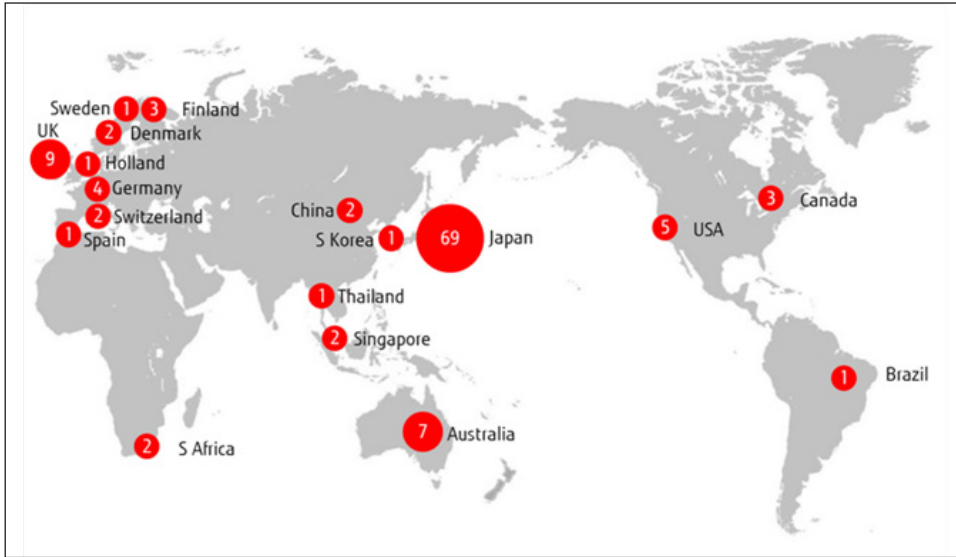 Sweden 1 3 Finland
UK 2 Denmark
9 1 Holland
4 Germany
2 Switzerland
1 Spain
China 2
S Korea 1 69 Japan
1 Thailand
2 Singapore
7 Australia
2 S Africa
3 Canada
5 USA
1 Brazil